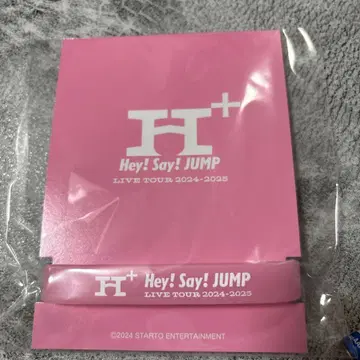 H+
Hey! Say! JUMP
LIVE TOUR 2024-2025
H+ Hey! Say! JUMP
LIVE TOUR 2024-2025
©2024 STARTO ENTERTAINMENT